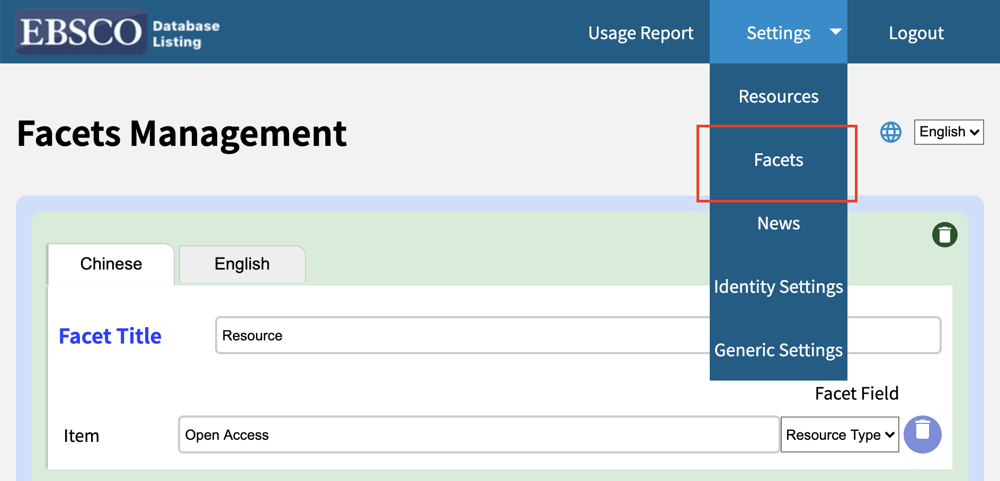 EBSCO Database Listing
Usage Report
Settings
Logout
Resources
Facets Management
English
Facets
News
Chinese
English
Identity Settings
Facet Title
Resource
Generic Settings
Facet Field
Item
Open Access
Resource Type